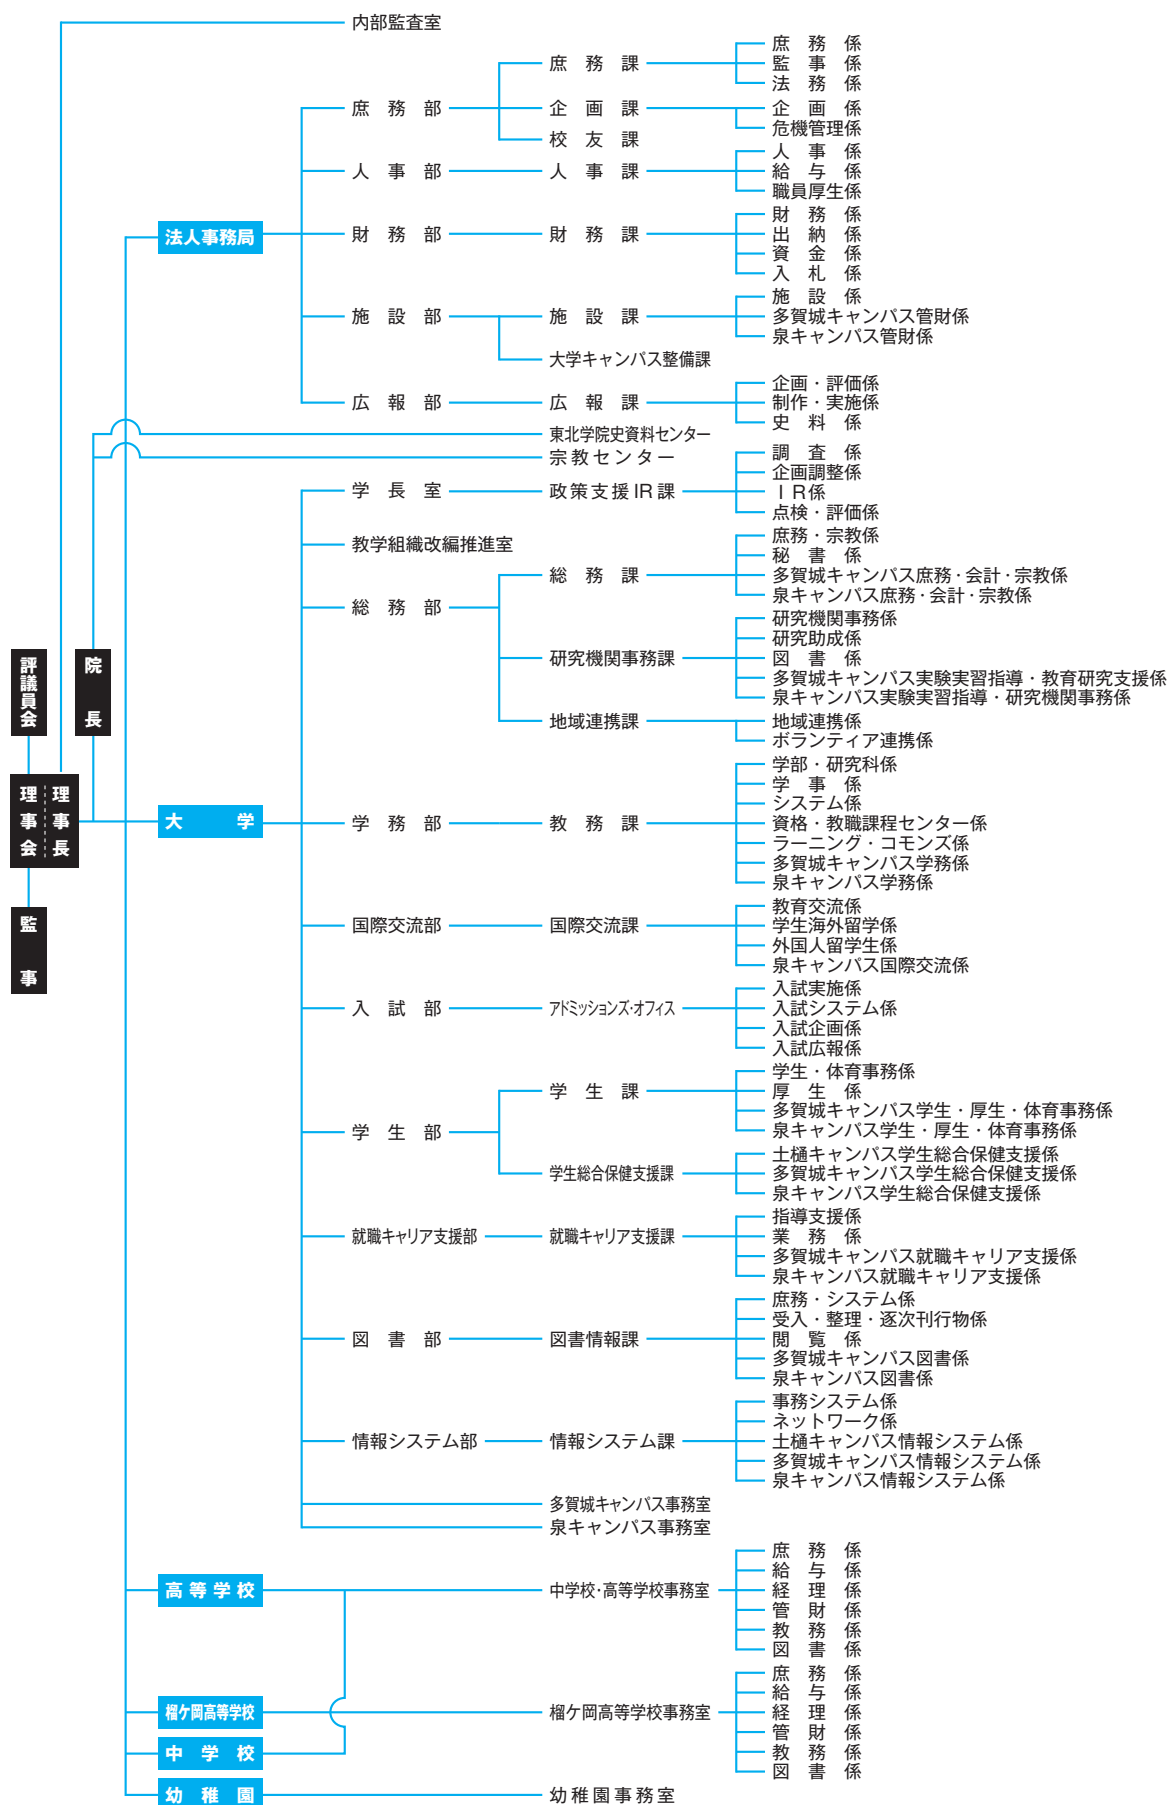 内部監査室
庶務係
庶務課
監事係
法務係
庶務部
企画課
企画係
危機管理係
校友課
人事係
人事部
人事課
給与係
職員厚生係
財務係
法人事務局
財務部
財務課
出納係
資金係
入札係
施設係
施設部
施設課
多賀城キャンパス管財係
泉キャンパス管財係
大学キャンパス整備課
企画・評価係
広報部
広報課
制作・実施係
史料係
東北学院史資料センター
宗教センター
調査係
企画調整係
学長室
政策支援IR課
IR係
点検・評価係
教学組織改編推進室
庶務・宗教係
秘書係
総務課
多賀城キャンパス庶務・会計・宗教係
泉キャンパス庶務・会計・宗教係
総務部
研究機関事務係
研究助成係
研究機関事務課
図書係
多賀城キャンパス実験実習指導・教育研究支援係
泉キャンパス実験実習指導・研究機関事務係
評議員会
院長
地域連携課
地域連携係
ボランティア連携係
学部・研究科係
学事係
システム係
理事会
理事長
大学
学務部
教務課
資格・教職課程センター係
ラーニング・コモンズ係
多賀城キャンパス学務係
泉キャンパス学務係
監事
教育交流係
国際交流部
国際交流課
学生海外留学係
外国人留学生係
泉キャンパス国際交流係
入試実施係
入試部
アドミッションズ・オフィス
入試システム係
入試企画係
入試広報係
学生・体育事務係
学生課
厚生係
多賀城キャンパス学生・厚生・体育事務係
泉キャンパス学生・厚生・体育事務係
学生部
土樋キャンパス学生総合保健支援係
学生総合保健支援課
多賀城キャンパス学生総合保健支援係
泉キャンパス学生総合保健支援係
指導支援係
就職キャリア支援部
就職キャリア支援課
業務係
多賀城キャンパス就職キャリア支援係
泉キャンパス就職キャリア支援係
庶務・システム係
受入・整理・逐次刊行物係
図書部
図書情報課
閲覧係
多賀城キャンパス図書係
泉キャンパス図書係
事務システム係
ネットワーク係
情報システム部
情報システム課
土樋キャンパス情報システム係
多賀城キャンパス情報システム係
泉キャンパス情報システム係
多賀城キャンパス事務室
泉キャンパス事務室
庶務係
給与係
高等学校
中学校・高等学校事務室
経理係
管財係
教務係
図書係
庶務係
給与係
榴ケ岡高等学校
榴ケ岡高等学校事務室
経理係
管財係
中学校
教務係
図書係
幼稚園
幼稚園事務室